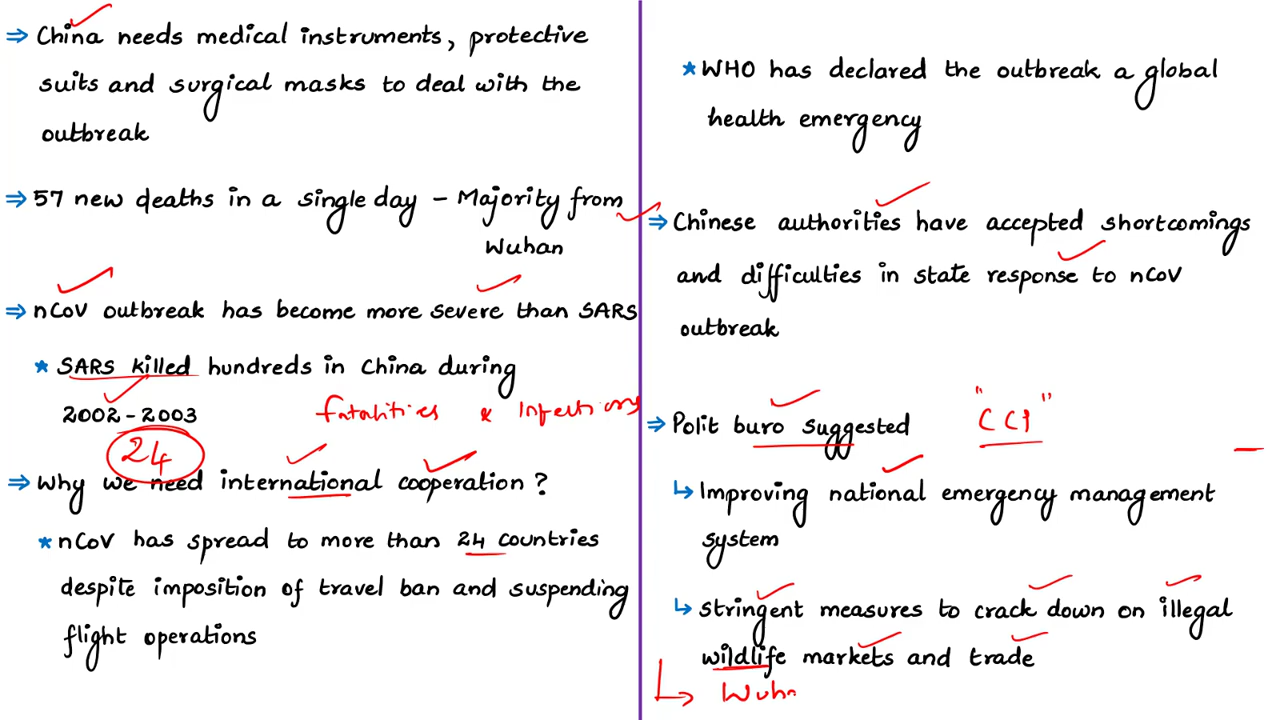 ⇒ China needs medical instruments, protective
suits and surgical masks to deal with the
outbreak
⇒ 57 new deaths in a single day - Majority from
Wuhan
⇒ nCoV outbreak has become more severe than SARS
* SARS killed hundreds in China during
2002-2003
fatalities & Infections
24
⇒ Why we need international cooperation?
* nCoV has spread to more than 24 countries
despite imposition of travel ban and suspending
flight operations
* WHO has declared the outbreak a global
health emergency
⇒ Chinese authorities have accepted shortcomings
and difficulties in state response to nCoV
outbreak
⇒ Polit buro suggested "CCP"
↳ Improving national emergency management
system
↳ stringent measures to crack down on illegal
wildlife markets and trade
↳ Wuh